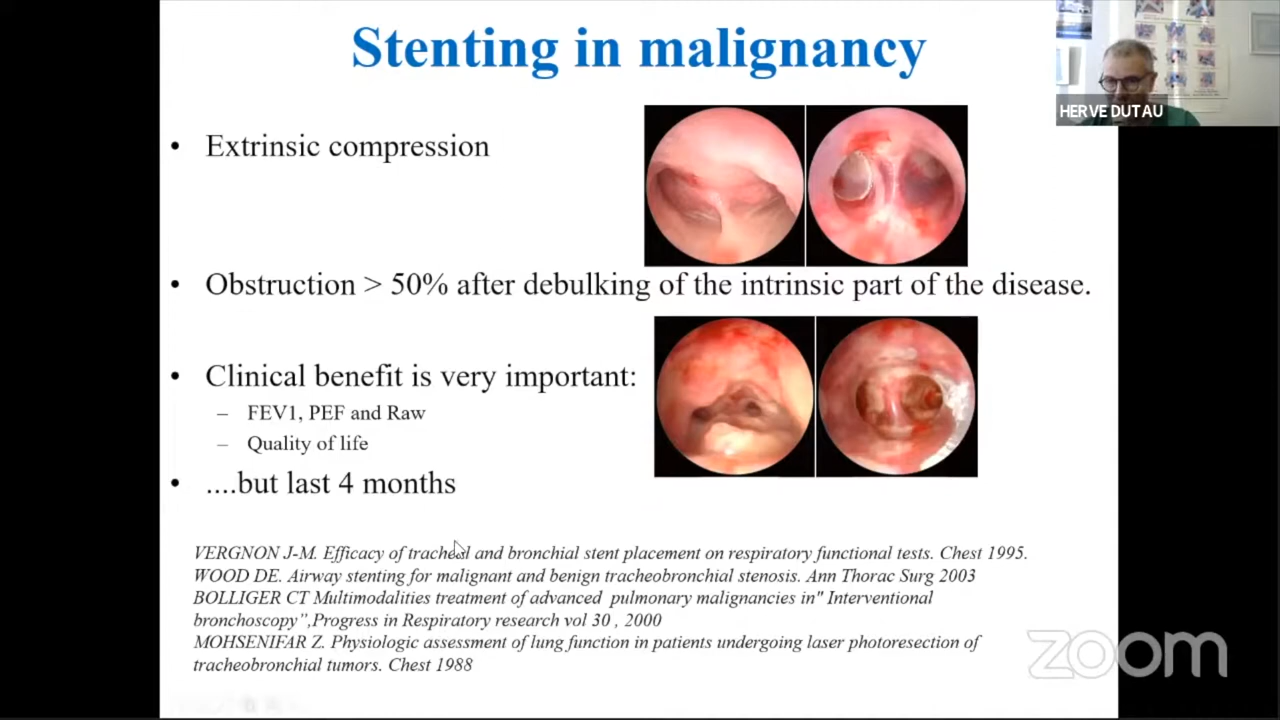 Stenting in malignancy
HERVE DUTAU
• Extrinsic compression
• Obstruction > 50% after debulking of the intrinsic part of the disease.
• Clinical benefit is very important:
– FEV1, PEF and Raw
– Quality of life
• ....but last 4 months
VERGNON J-M. Efficacy of tracheal and bronchial stent placement on respiratory functional tests. Chest 1995.
WOOD DE. Airway stenting for malignant and benign tracheobronchial stenosis. Ann Thorac Surg 2003
BOLLIGER CT Multimodalities treatment of advanced pulmonary malignancies in" Interventional
bronchoscopy”,Progress in Respiratory research vol 30 , 2000
MOHSENIFAR Z. Physiologic assessment of lung function in patients undergoing laser photoresection of
tracheobronchial tumors. Chest 1988
zoom